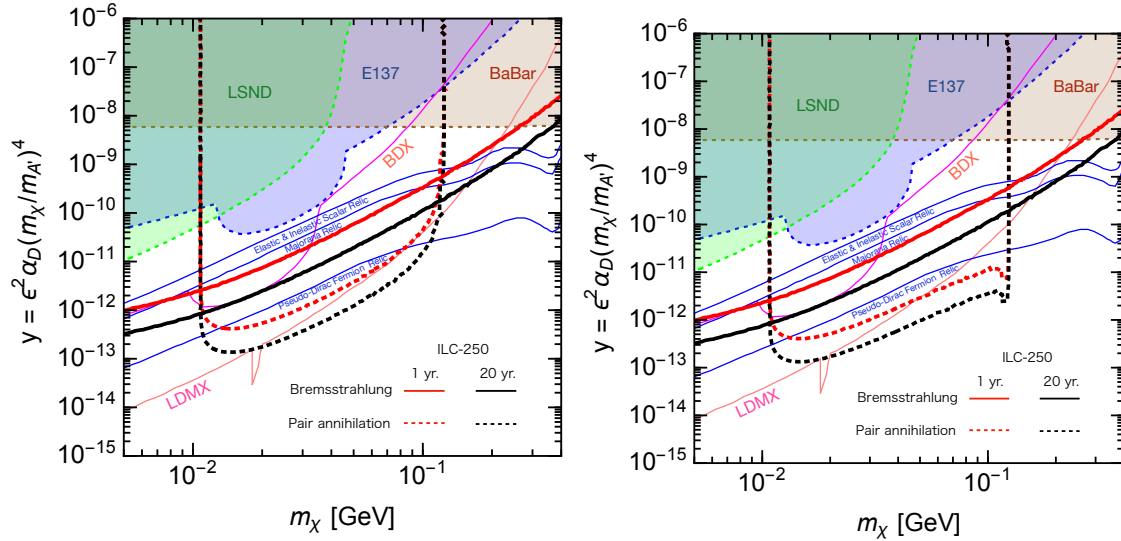 10⁻⁶
10⁻⁷
10⁻⁸
10⁻⁹
10⁻¹⁰
10⁻¹¹
10⁻¹²
10⁻¹³
10⁻¹⁴
10⁻¹⁵
y = ϵ² α_D(m_χ/m_A')⁴
LSND
E137
BaBar
BDX
Elastic & Inelastic Scalar Relic
Majorana Relic
Pseudo-Dirac Fermion Relic
LDMX
ILC-250
1 yr. 20 yr.
Bremsstrahlung
Pair annihilation
10⁻² 10⁻¹
m_χ [GeV]
10⁻⁶
10⁻⁷
10⁻⁸
10⁻⁹
10⁻¹⁰
10⁻¹¹
10⁻¹²
10⁻¹³
10⁻¹⁴
10⁻¹⁵
y = ϵ² α_D(m_χ/m_A')⁴
LSND
E137
BaBar
BDX
Elastic & Inelastic Scalar Relic
Majorana Relic
Pseudo-Dirac Fermion Relic
LDMX
ILC-250
1 yr. 20 yr.
Bremsstrahlung
Pair annihilation
10⁻² 10⁻¹
m_χ [GeV]